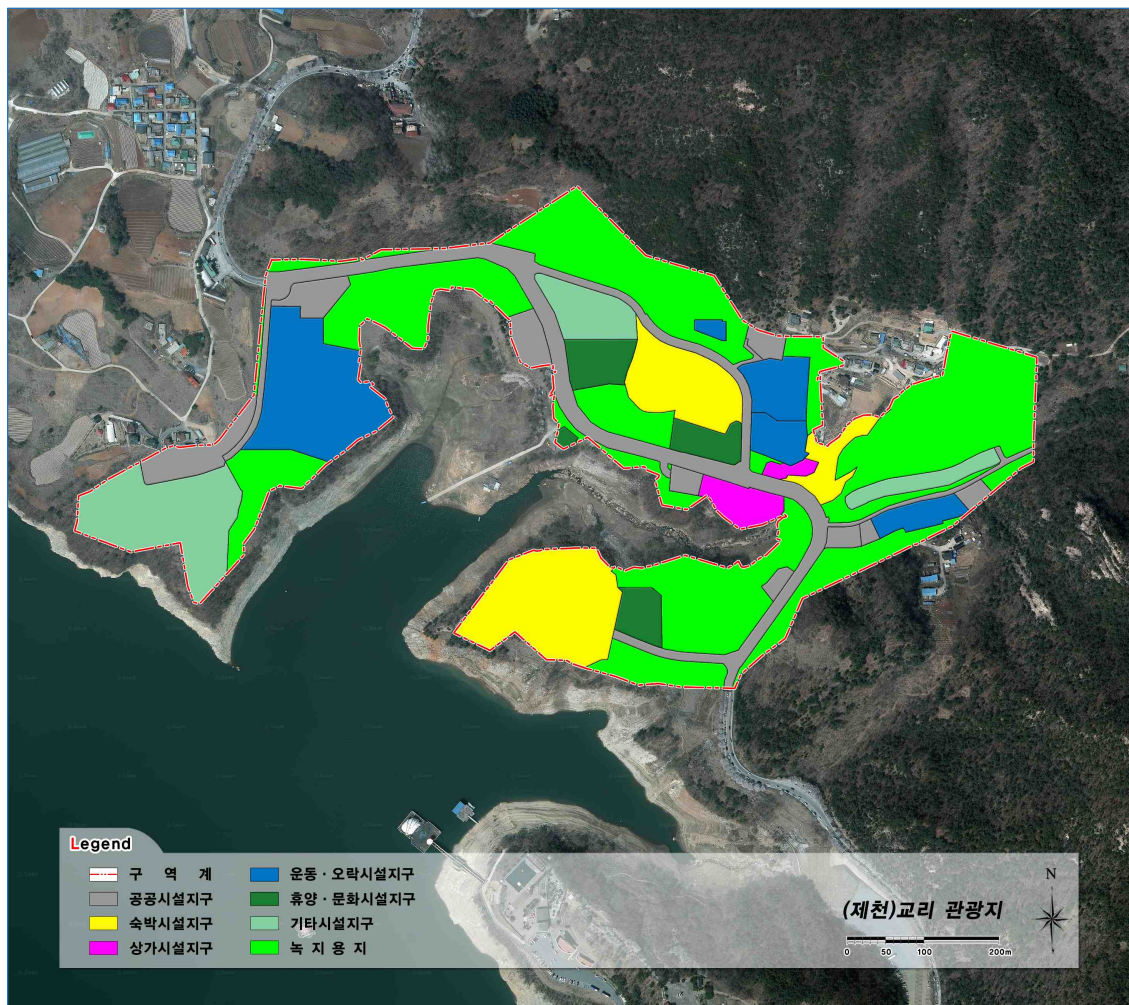 Legend
구 역 계
공공시설지구
숙박시설지구
상가시설지구
운동 · 오락시설지구
휴양 · 문화시설지구
기타시설지구
녹 지 용 지
(제천)교리 관광지
N
0 50 100 200m